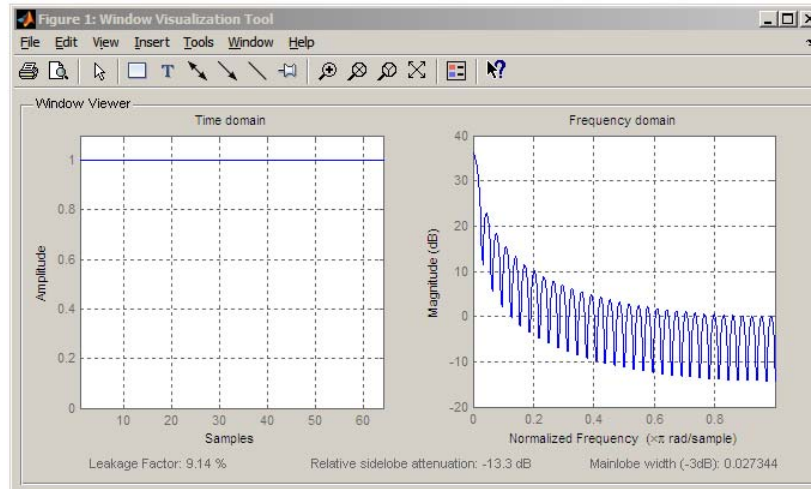 Figure 1: Window Visualization Tool
File Edit View Insert Tools Window Help
T
Window Viewer
Time domain
1
0.8
0.6
0.4
0.2
0
10 20 30 40 50 60
Amplitude
Samples
Frequency domain
40
30
20
10
0
-10
-20
0 0.2 0.4 0.6 0.8
Magnitude (dB)
Normalized Frequency (×π rad/sample)
Leakage Factor: 9.14 % Relative sidelobe attenuation: -13.3 dB Mainlobe width (-3dB): 0.027344